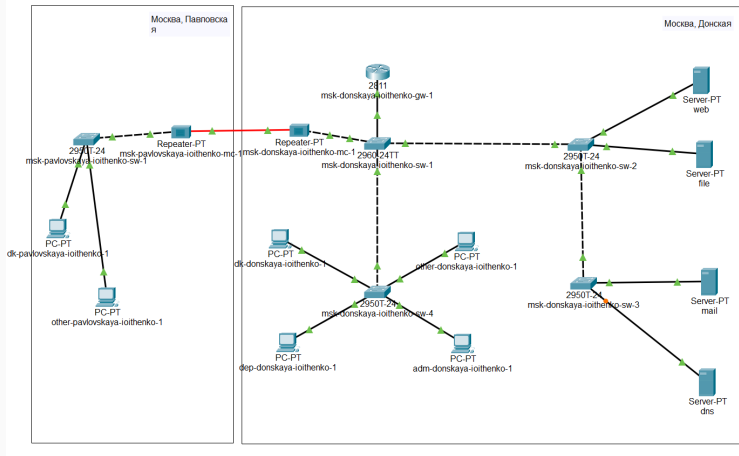 Москва, Павловска
я
Москва, Донская
2811
msk-donskaya-ioithenko-gw-1
Server-PT
web
2950T-24
msk-pavlovskaya-ioithenko-sw-1
Repeater-PT
msk-pavlovskaya-ioithenko-mc-1
Repeater-PT
msk-donskaya-ioithenko-mc-1
2960-24TT
msk-donskaya-ioithenko-sw-1
2950T-24
msk-donskaya-ioithenko-sw-2
Server-PT
file
PC-PT
dk-pavlovskaya-ioithenko-1
PC-PT
dk-donskaya-ioithenko-1
PC-PT
other-donskaya-ioithenko-1
PC-PT
other-pavlovskaya-ioithenko-1
2950T-24
msk-donskaya-ioithenko-sw-4
2950T-24
msk-donskaya-ioithenko-sw-3
Server-PT
mail
PC-PT
dep-donskaya-ioithenko-1
PC-PT
adm-donskaya-ioithenko-1
Server-PT
dns